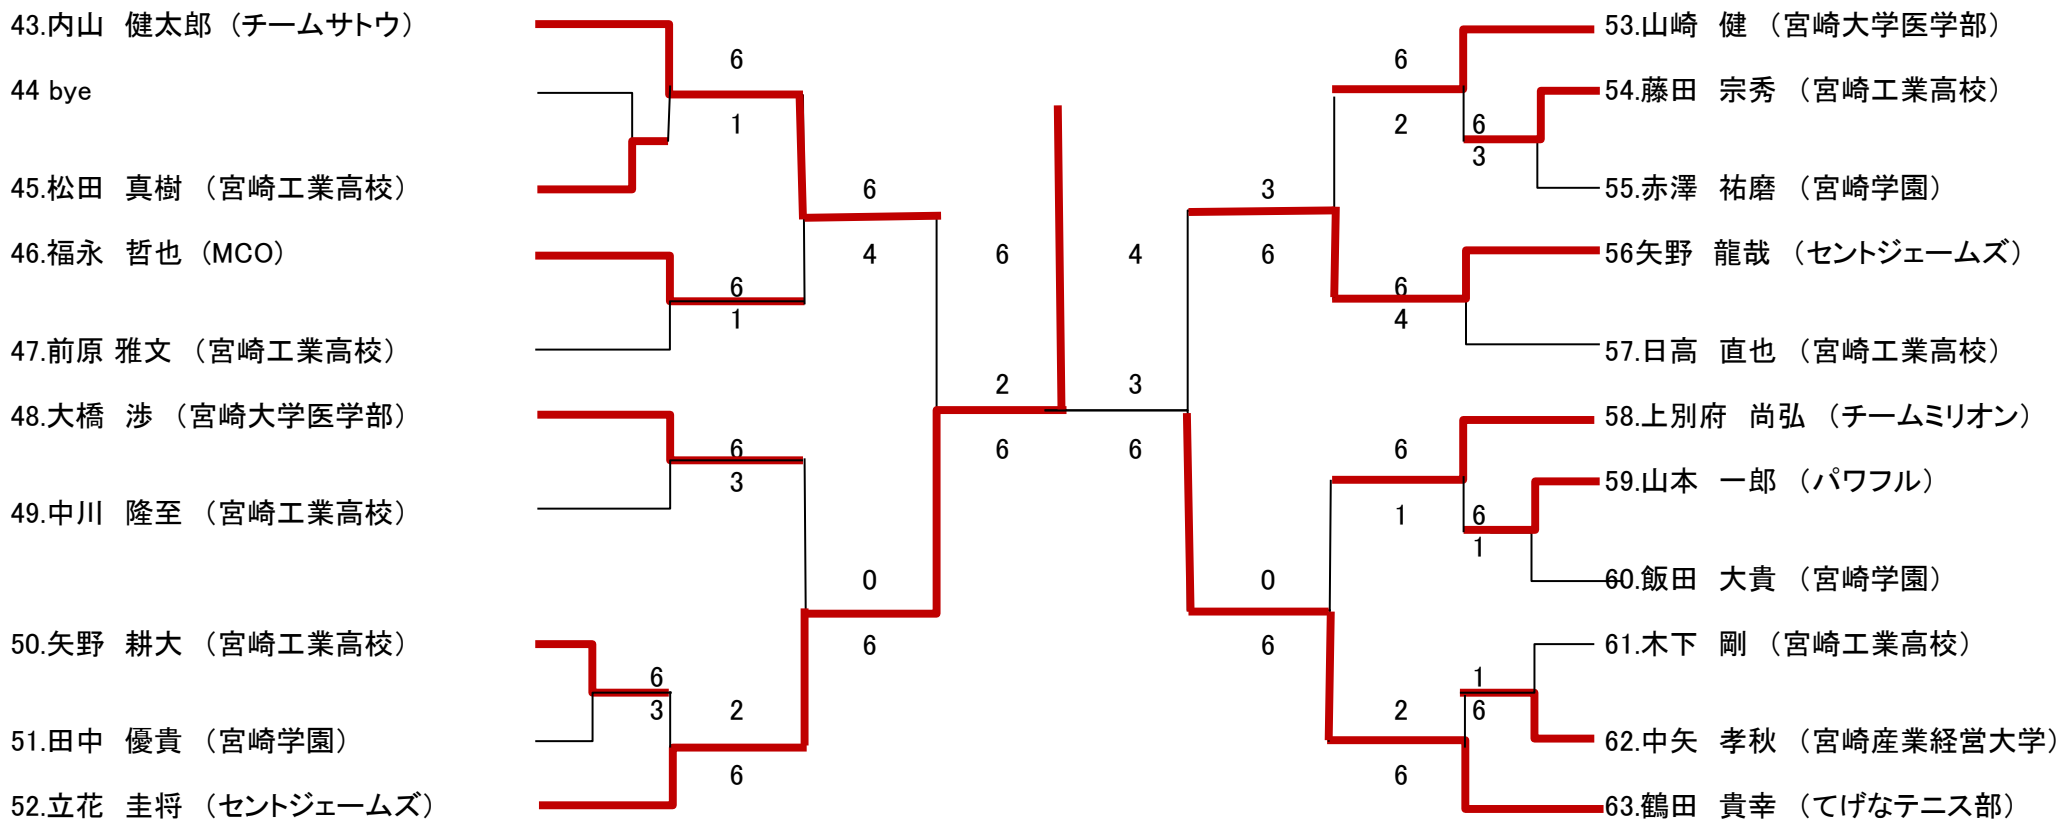 43.内山　健太郎（チームサトウ）
44 bye
45.松田　真樹（宮崎工業高校）
46.福永　哲也（MCO）
47.前原 雅文（宮崎工業高校）
48.大橋　渉（宮崎大学医学部）
49.中川　隆至（宮崎工業高校）
50.矢野　耕大（宮崎工業高校）
51.田中　優貴（宮崎学園）
52.立花　圭将（セントジェームズ）
6
1
6
1
6
3
6
3
2
6
6
4
0
6
6
2
6
4
3
6
3
6
0
6
6
2
6
4
6
1
2
6
6
3
6
1
1
6
53.山崎　健（宮崎大学医学部）
54.藤田　宗秀（宮崎工業高校）
55.赤澤　祐磨（宮崎学園）
56矢野　龍哉（セントジェームズ）
57.日高　直也（宮崎工業高校）
58.上別府　尚弘（チームミリオン）
59.山本　一郎（パワフル）
60.飯田　大貴（宮崎学園）
61.木下　剛（宮崎工業高校）
62.中矢　孝秋（宮崎産業経営大学）
63.鶴田　貴幸（てげなテニス部）